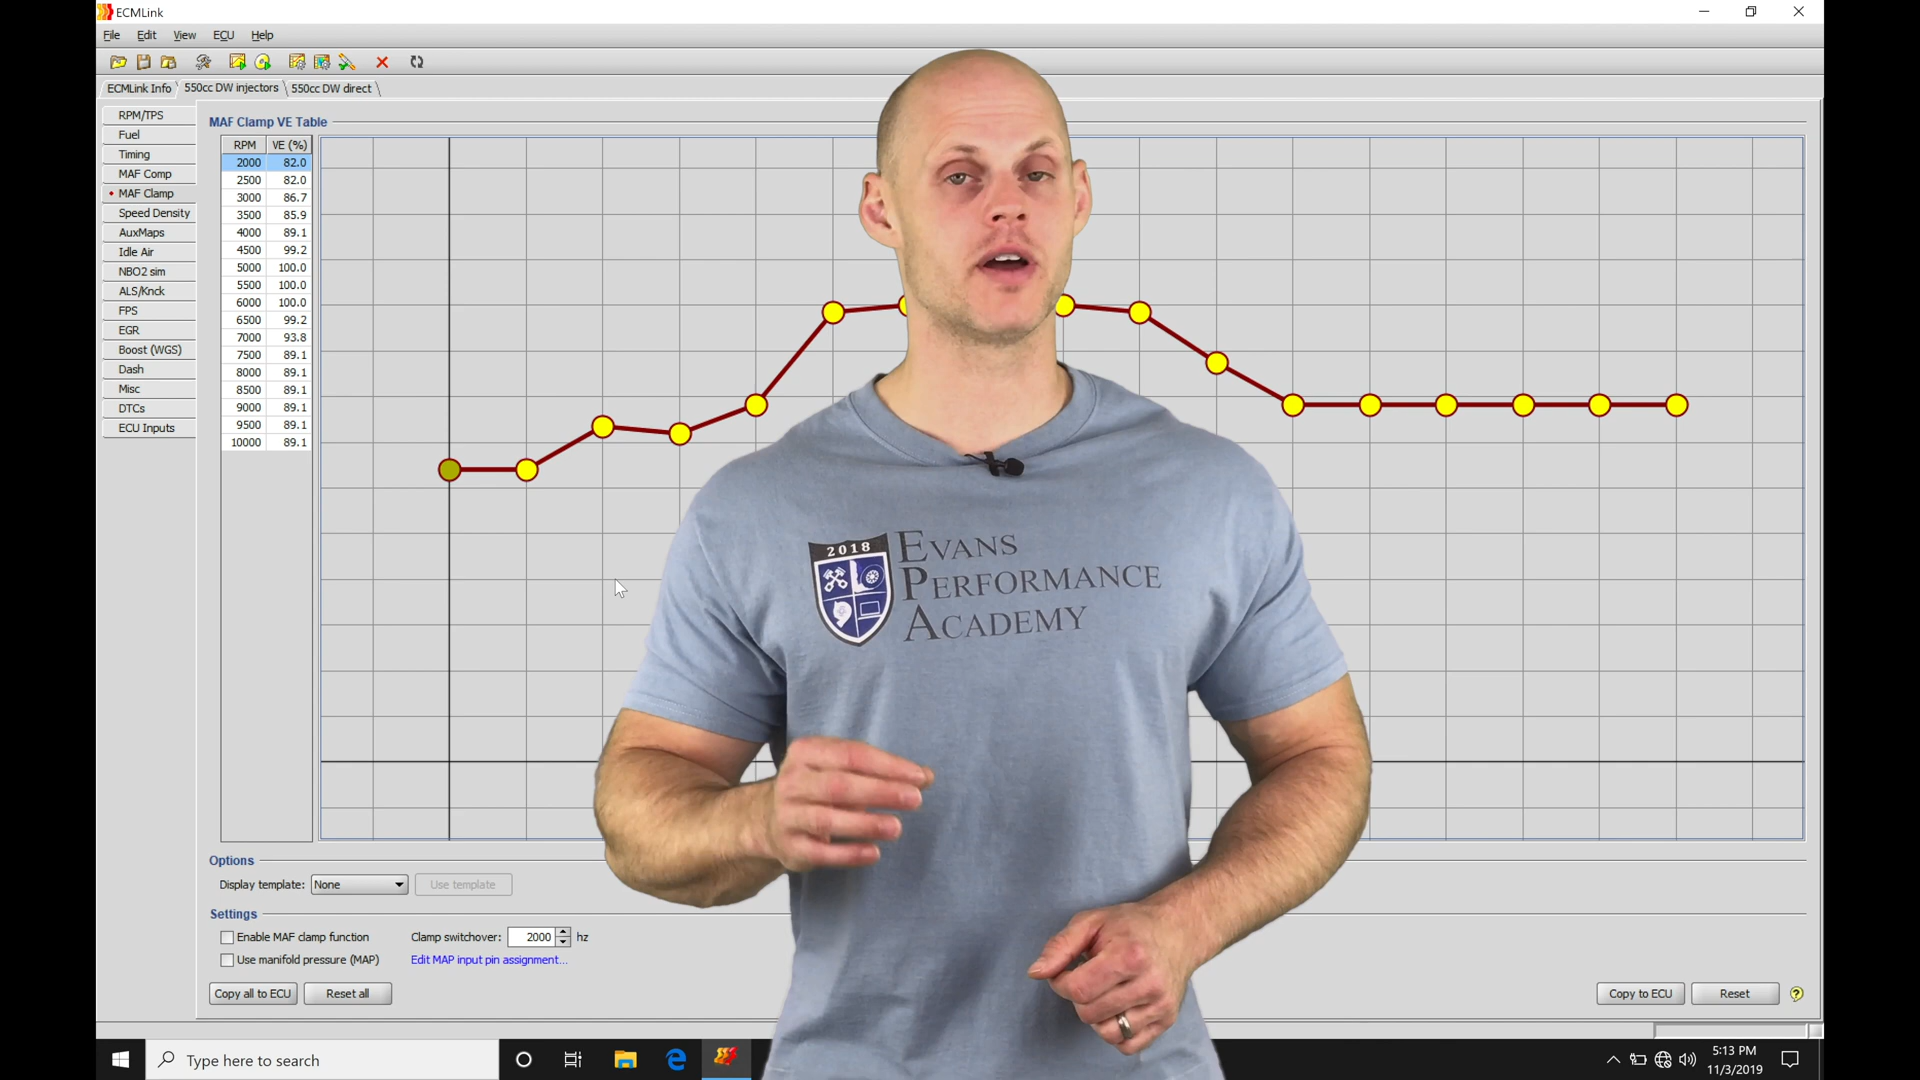 ECMLink
File Edit View ECU Help
ECMLink Info 550cc DW injectors 550cc DW direct
RPM/TPS
Fuel
Timing
MAF Comp
MAF Clamp
Speed Density
AuxMaps
Idle Air
NBO2 sim
ALS/Knck
FPS
EGR
Boost (WGS)
Dash
Misc
DTCs
ECU Inputs
MAF Clamp VE Table
RPM VE (%)
2000 82.0
2500 82.0
3000 86.7
3500 85.9
4000 89.1
4500 99.2
5000 100.0
5500 100.0
6000 100.0
6500 99.2
7000 93.8
7500 89.1
8000 89.1
8500 89.1
9000 89.1
9500 89.1
10000 89.1
2018
EVANS
PERFORMANCE
ACADEMY
Options
Display template: None Use template
Settings
Enable MAF clamp function Clamp switchover: 2000 hz
Use manifold pressure (MAP) Edit MAP input pin assignment...
Copy all to ECU Reset all Copy to ECU Reset ?
Type here to search
5:13 PM
11/3/2019